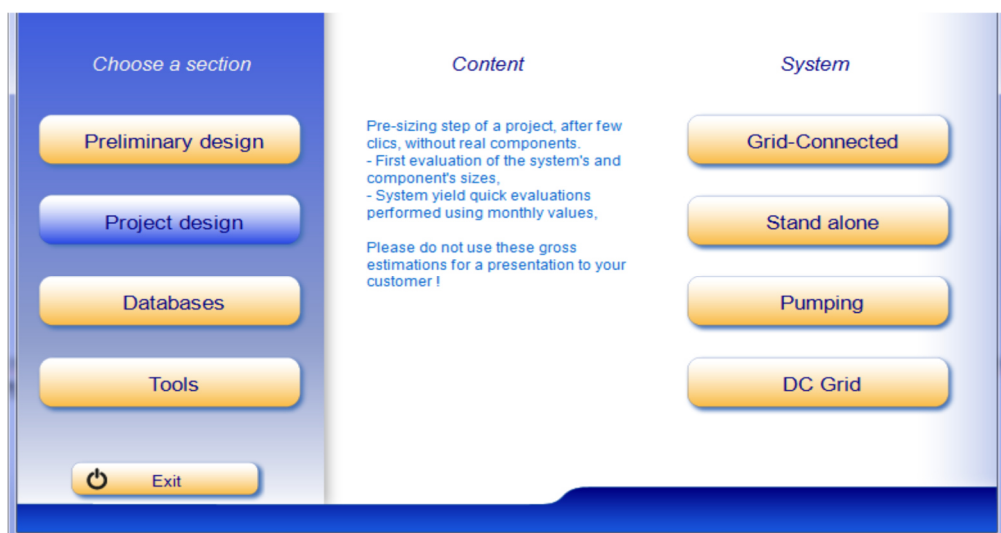 Choose a section
Preliminary design
Project design
Databases
Tools
Exit
Content
Pre-sizing step of a project, after few
clics, without real components.
- First evaluation of the system's and
component's sizes,
- System yield quick evaluations
performed using monthly values,
Please do not use these gross
estimations for a presentation to your
customer !
System
Grid-Connected
Stand alone
Pumping
DC Grid